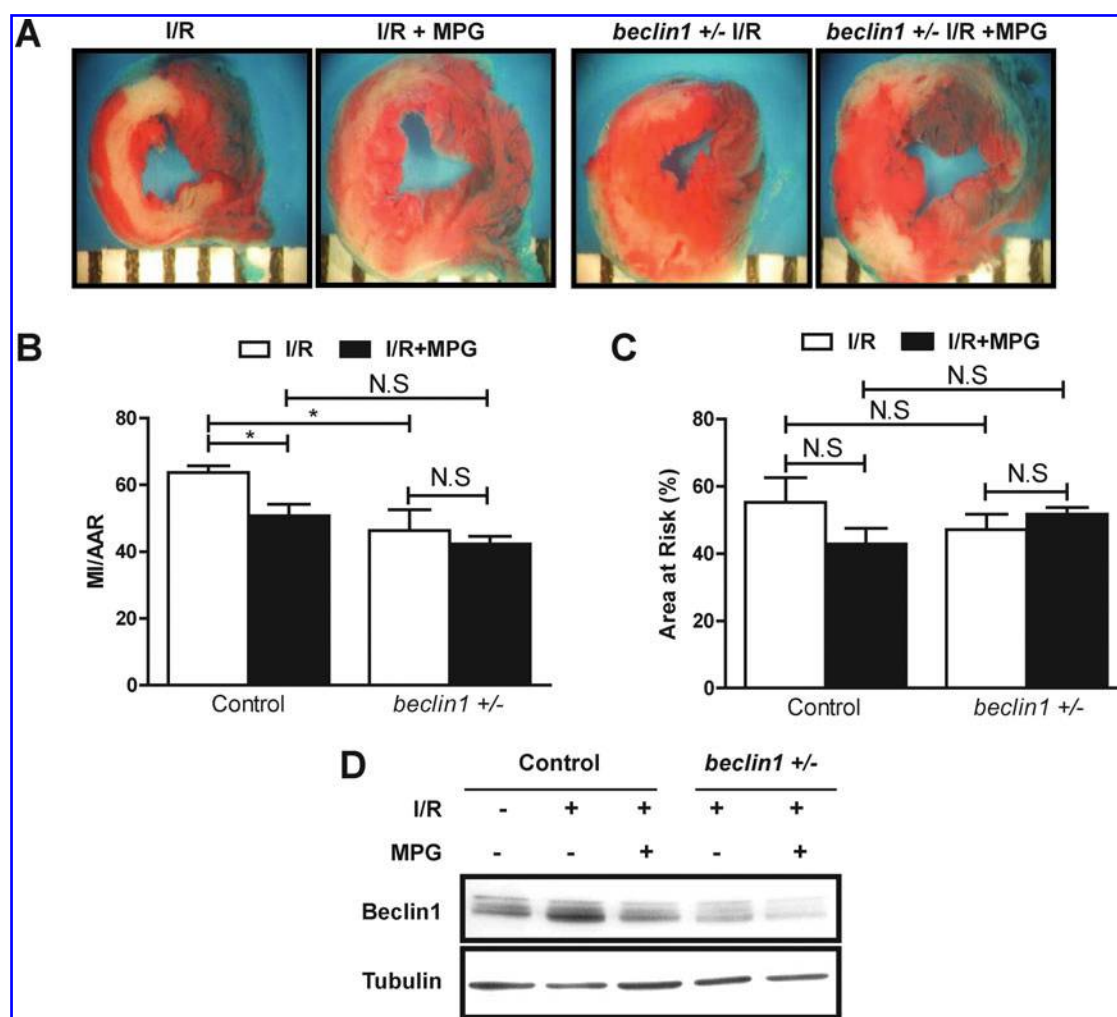 A
I/R
I/R + MPG
beclin1 +/- I/R
beclin1 +/- I/R +MPG
B
I/R
I/R+MPG
N.S
*
*
N.S
80
60
40
20
0
MI/AAR
Control
beclin1 +/-
C
I/R
I/R+MPG
N.S
N.S
N.S
N.S
80
60
40
20
0
Area at Risk (%)
Control
beclin1 +/-
D
Control
beclin1 +/-
I/R - + + + +
MPG - - + - +
Beclin1
Tubulin